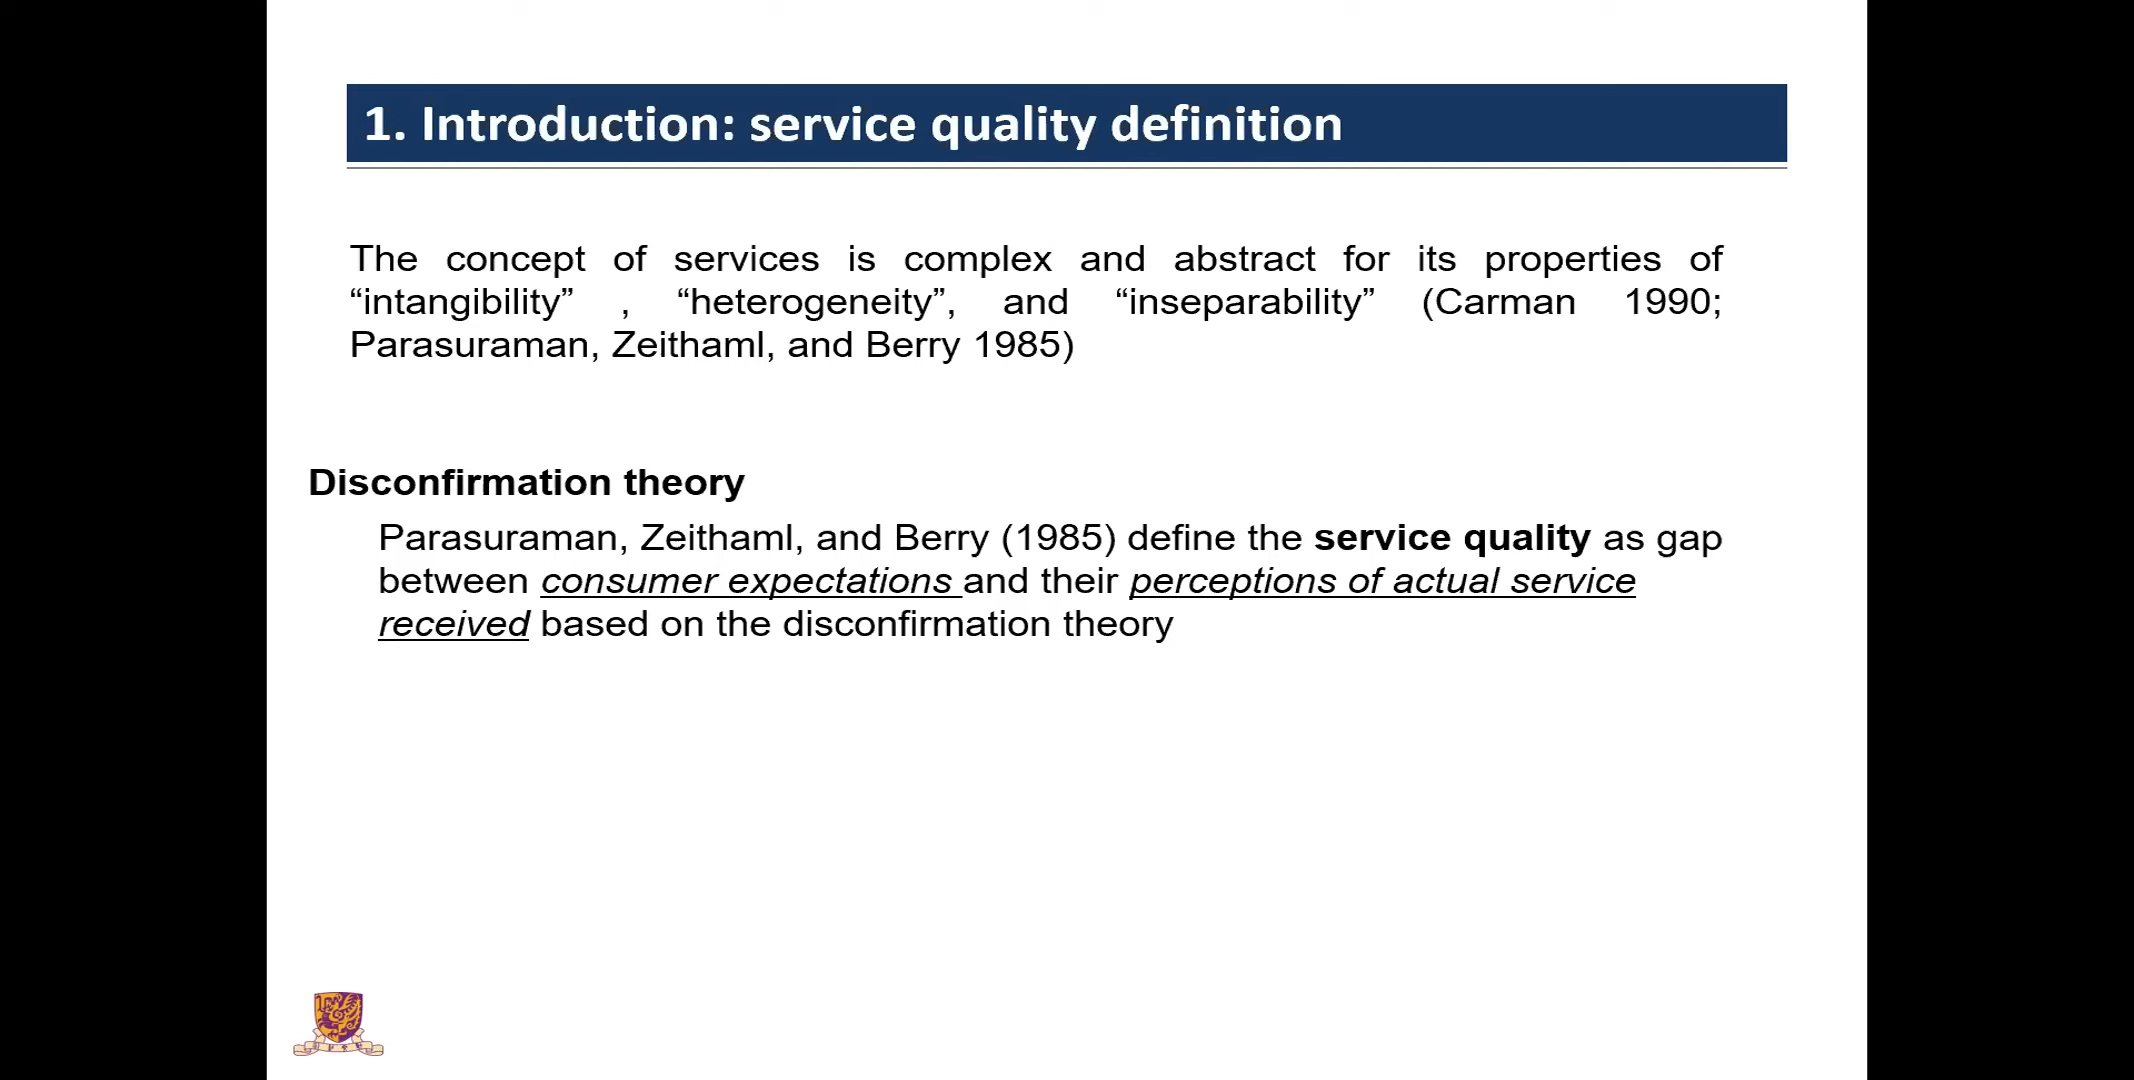 1. Introduction: service quality definition
The concept of services is complex and abstract for its properties of
“intangibility” , “heterogeneity”, and “inseparability” (Carman 1990;
Parasuraman, Zeithaml, and Berry 1985)
Disconfirmation theory
Parasuraman, Zeithaml, and Berry (1985) define the service quality as gap
between consumer expectations and their perceptions of actual service
received based on the disconfirmation theory